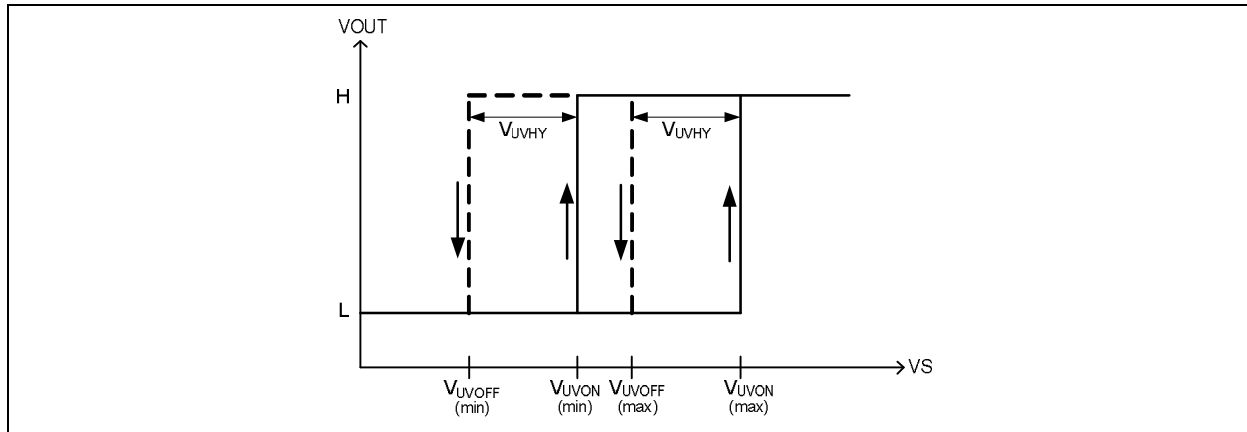 VOUT
H
VUVHY VUVHY
L
VS
VUVOFF VUVON VUVOFF VUVON
(min) (min) (max) (max)